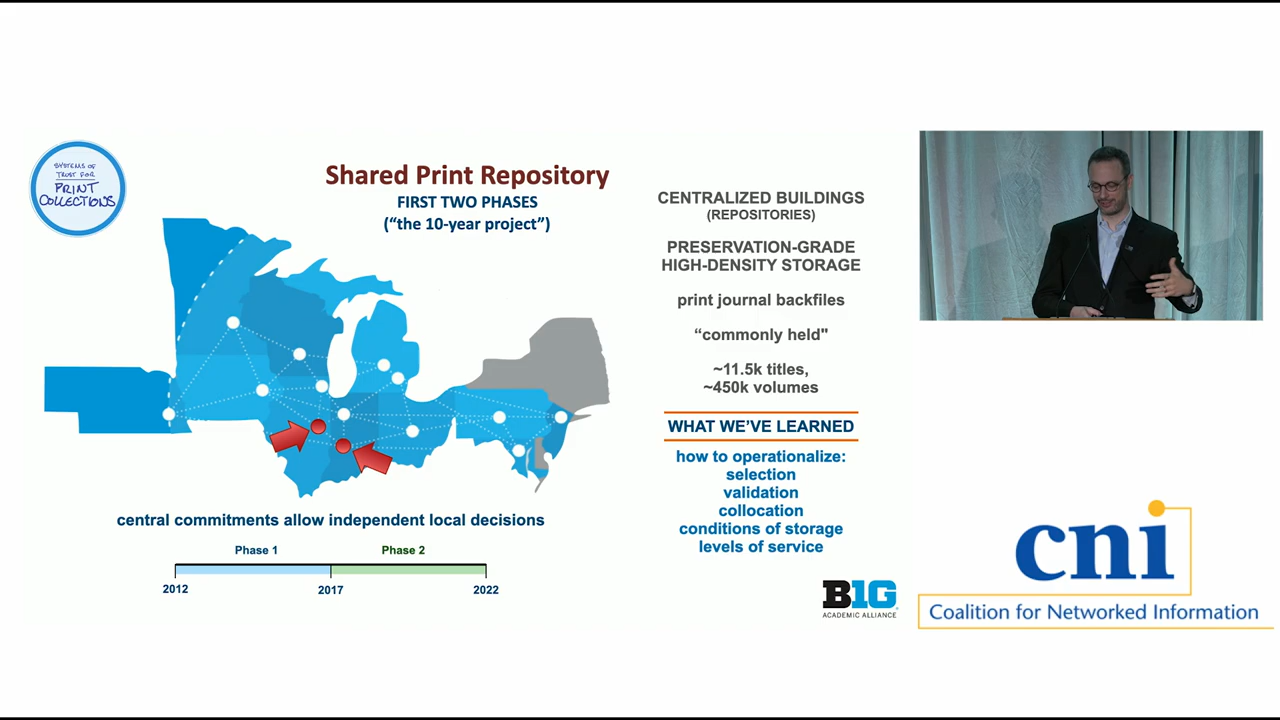 SYSTEMS OF
TRUST FOR
PRINT
COLLECTIONS
Shared Print Repository
FIRST TWO PHASES
(“the 10-year project”)
central commitments allow independent local decisions
Phase 1
Phase 2
2012
2017
2022
CENTRALIZED BUILDINGS
(REPOSITORIES)
PRESERVATION-GRADE
HIGH-DENSITY STORAGE
print journal backfiles
“commonly held"
~11.5k titles,
~450k volumes
WHAT WE’VE LEARNED
how to operationalize:
selection
validation
collocation
conditions of storage
levels of service
B1G
ACADEMIC ALLIANCE
cni
Coalition for Networked Information